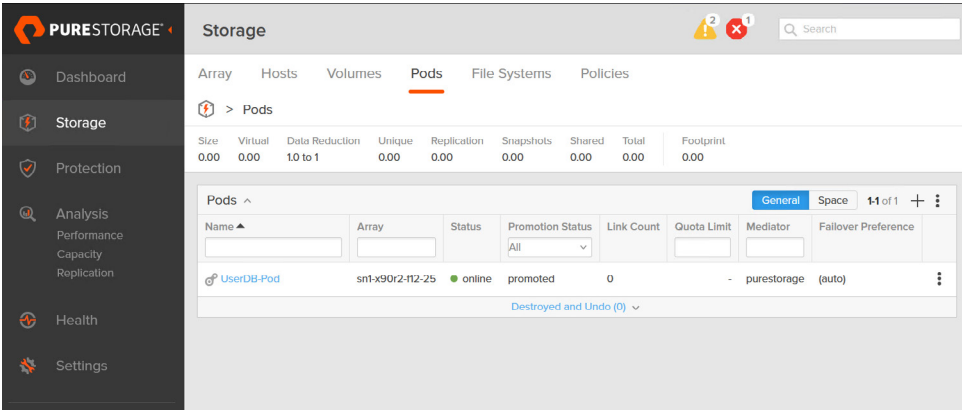 PURESTORAGE®
Dashboard
Storage
Protection
Analysis
Performance
Capacity
Replication
Health
Settings
Storage
2
1
Search
Array Hosts Volumes Pods File Systems Policies
> Pods
Size Virtual Data Reduction Unique Replication Snapshots Shared Total Footprint
0.00 0.00 1.0 to 1 0.00 0.00 0.00 0.00 0.00 0.00
Pods
General Space 1-1 of 1
Name Array Status Promotion Status Link Count Quota Limit Mediator Failover Preference
All
UserDB-Pod sn1-x90r2-f12-25 online promoted 0 - purestorage (auto)
Destroyed and Undo (0)